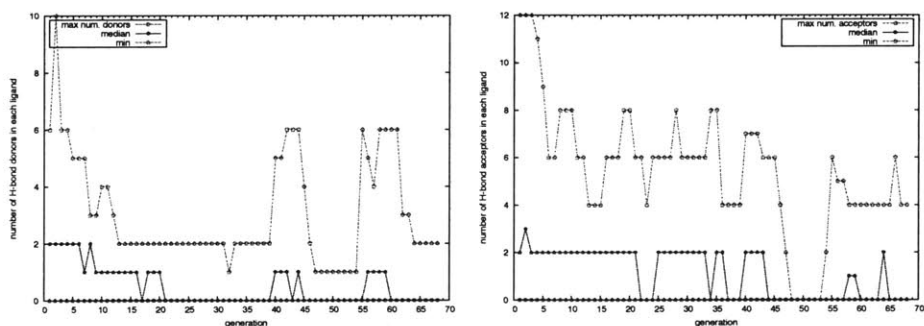 max num. donors
median
min
number of H-bond donors in each ligand
10
8
6
4
2
0
0 5 10 15 20 25 30 35 40 45 50 55 60 65 70
generation
max num. acceptors
median
min
number of H-bond acceptors in each ligand
12
10
8
6
4
2
0
0 5 10 15 20 25 30 35 40 45 50 55 60 65 70
generation